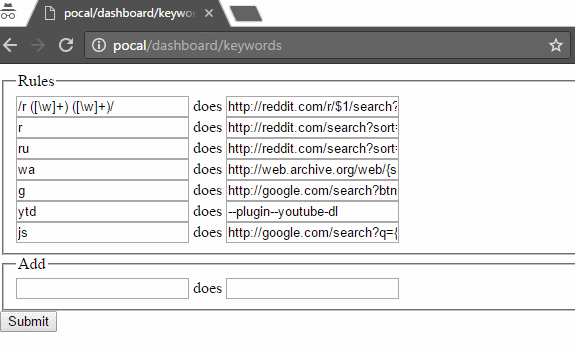 pocal/dashboard/keywor
pocal/dashboard/keywords
Rules
/r ([\w]+) ([\w]+)/ does http://reddit.com/r/$1/search?
r does http://reddit.com/search?sort=
ru does http://reddit.com/search?sort=
wa does http://web.archive.org/web/{s
g does http://google.com/search?btn
ytd does --plugin--youtube-dl
js does http://google.com/search?q={
Add
does
Submit